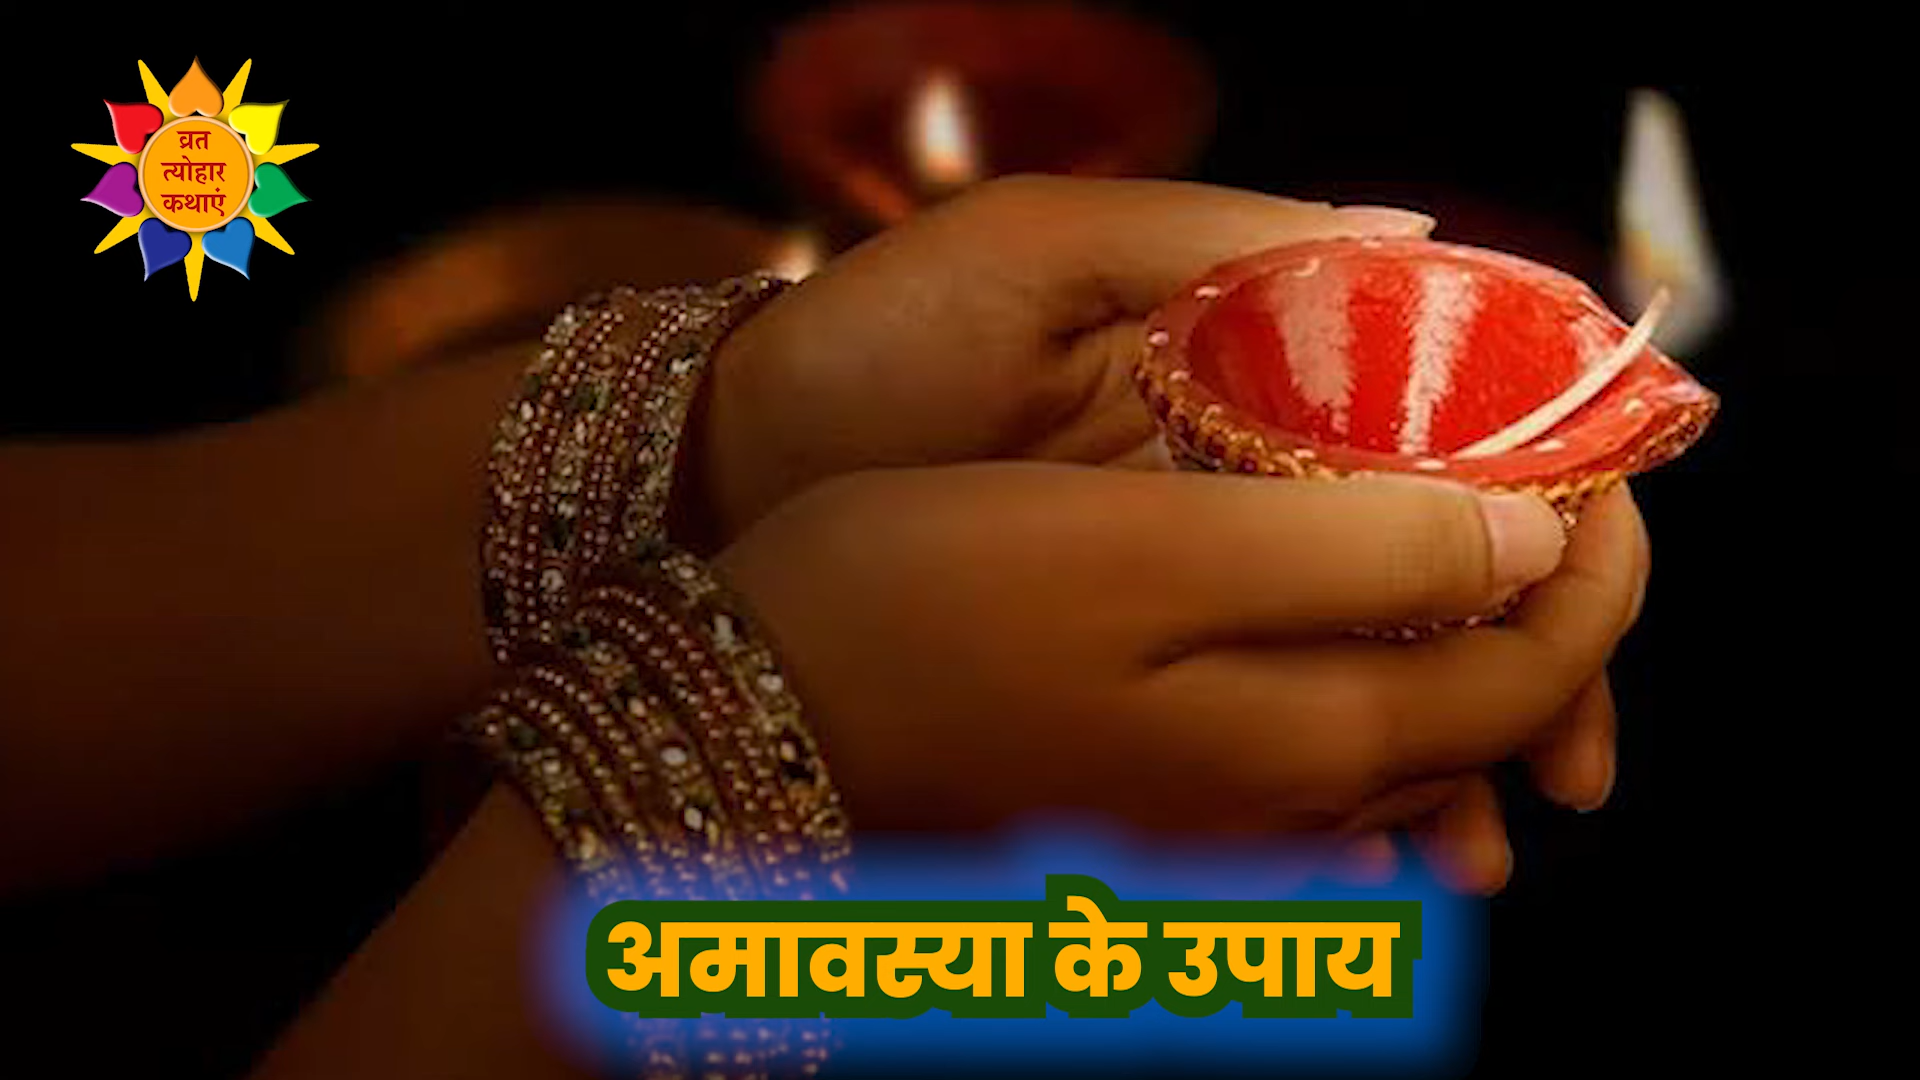 व्रत
त्योहार
कथाएं
अमावस्या के उपाय